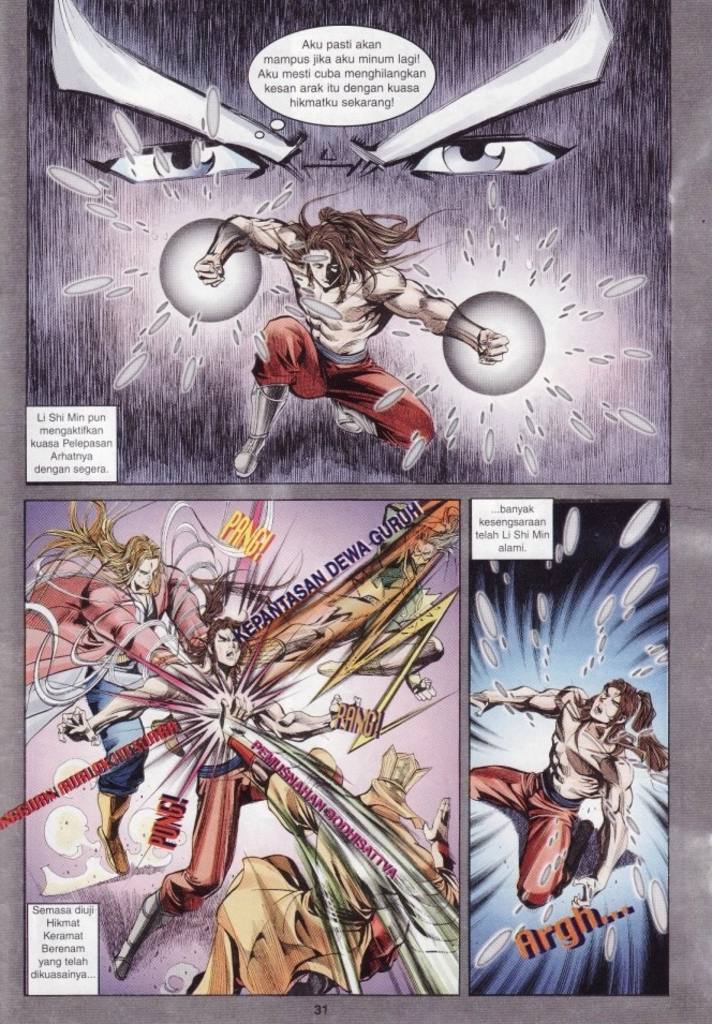 Aku pasti akan
mampus jika aku minum lagi!
Aku mesti cuba menghilangkan
kesan arak itu dengan kuasa
hikmatku sekarang!
Li Shi Min pun
mengaktifkan
kuasa Pelepasan
Arhatnya
dengan segera.
PANG!
KEPANTASAN DEWA GURUH
PANG!
PEMUSNAHAN BODHISATTVA
PUNG!
Semasa diuji
Hikmat
Keramat
Berenam
yang telah
dikuasainya...
...banyak
kesengsaraan
telah Li Shi Min
alami.
Argh...
31